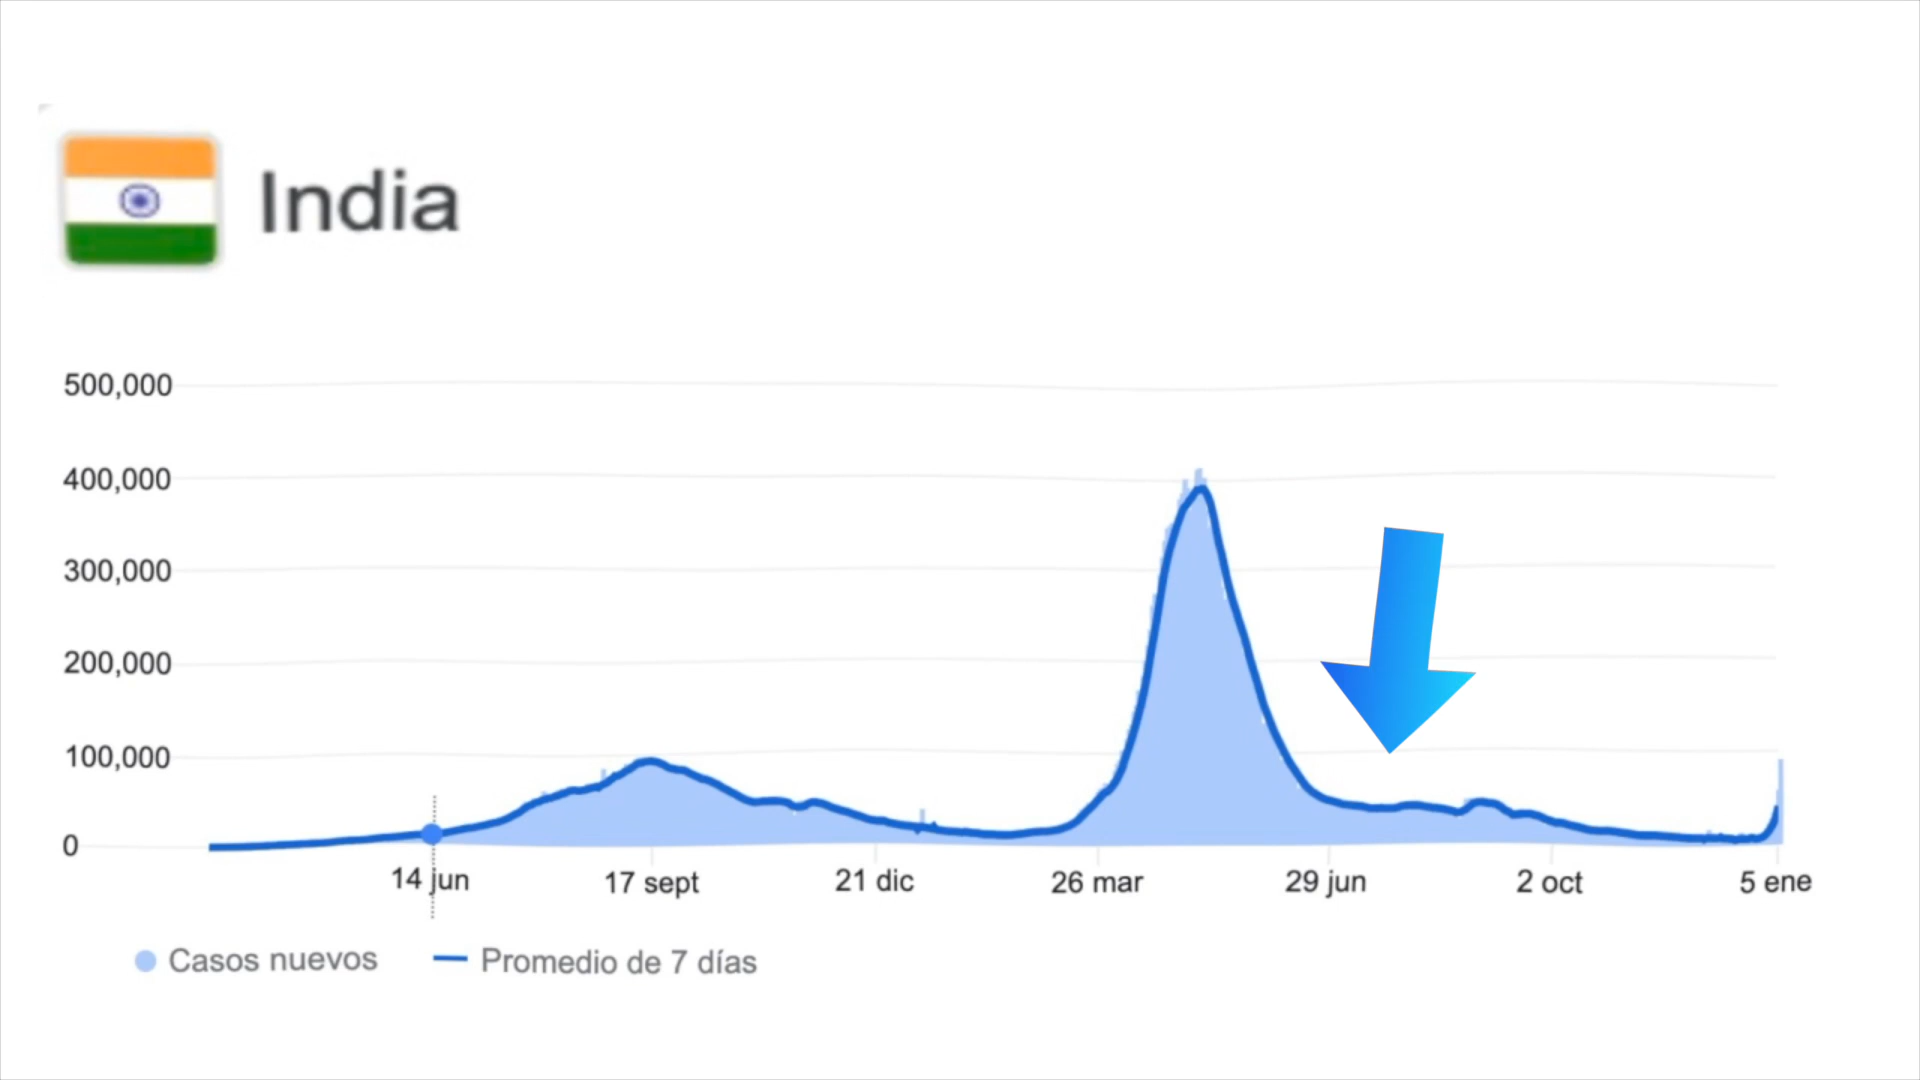 India
500,000
400,000
300,000
200,000
100,000
0
14 jun 17 sept 21 dic 26 mar 29 jun 2 oct 5 ene
Casos nuevos Promedio de 7 días